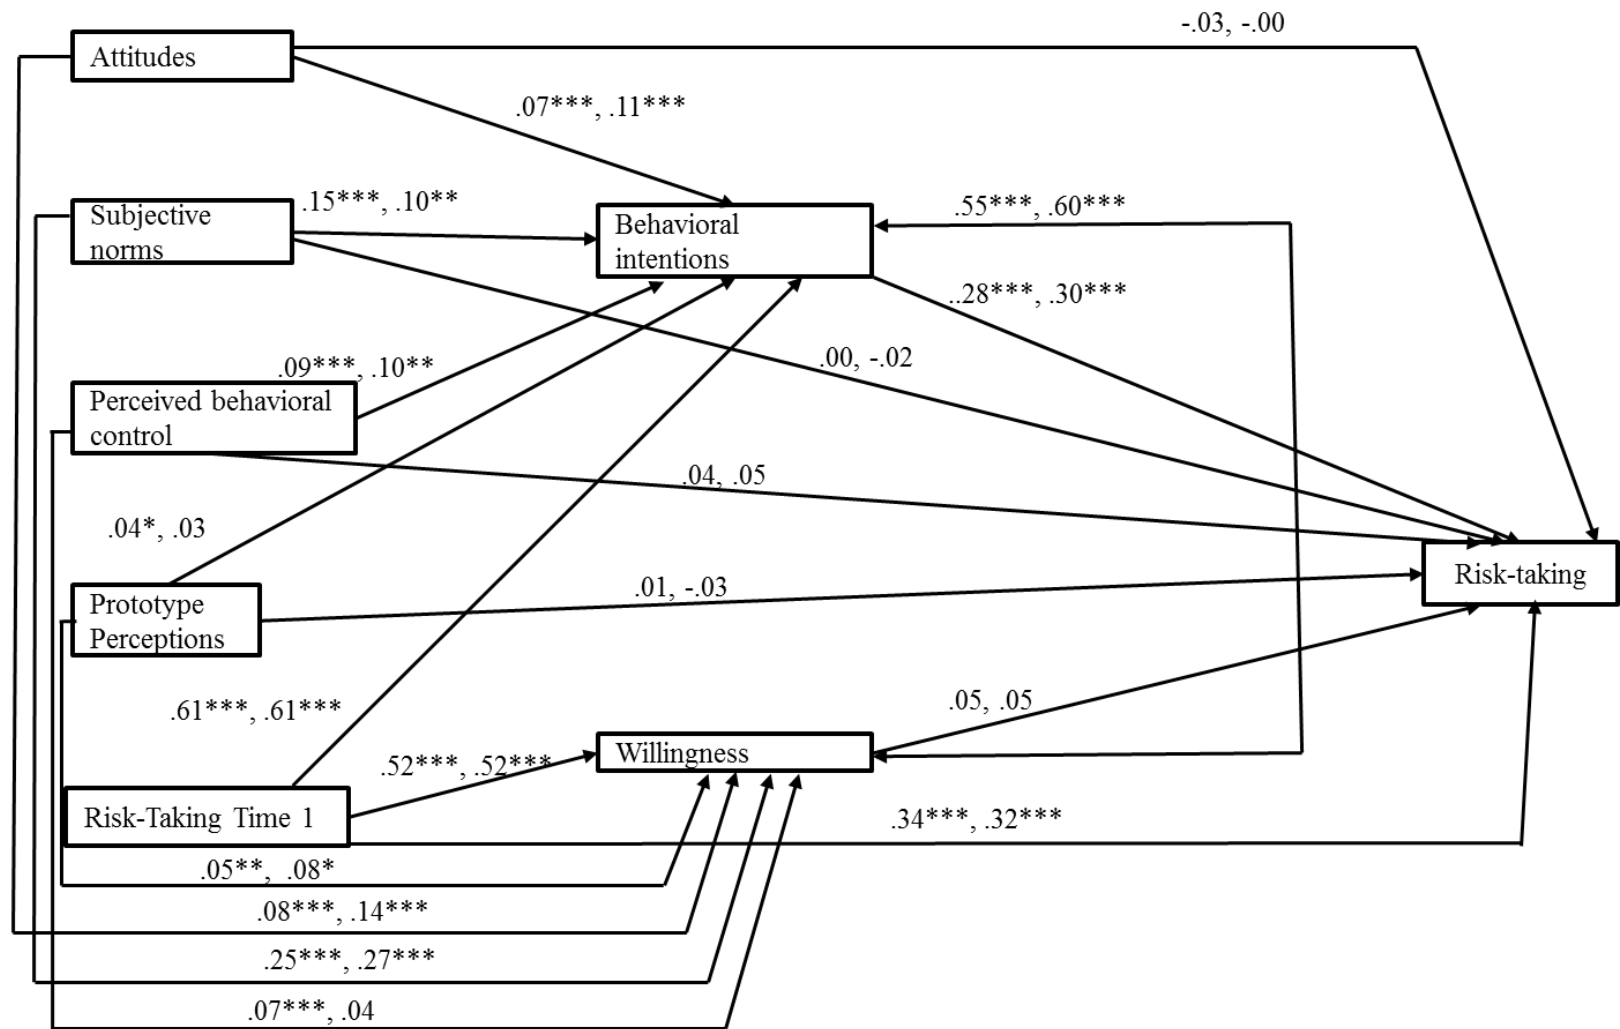 -.03, -.00
Attitudes
.07***, .11***
.15***, .10**
Subjective
norms
Behavioral
intentions
.55***, .60***
..28***, .30***
.00, -.02
.09***, .10**
Perceived behavioral
control
.04, .05
.04*, .03
Risk-taking
Prototype
Perceptions
.01, -.03
.61***, .61***
.05, .05
Willingness
.52***, .52***
Risk-Taking Time 1
.34***, .32***
.05**, .08*
.08***, .14***
.25***, .27***
.07***, .04